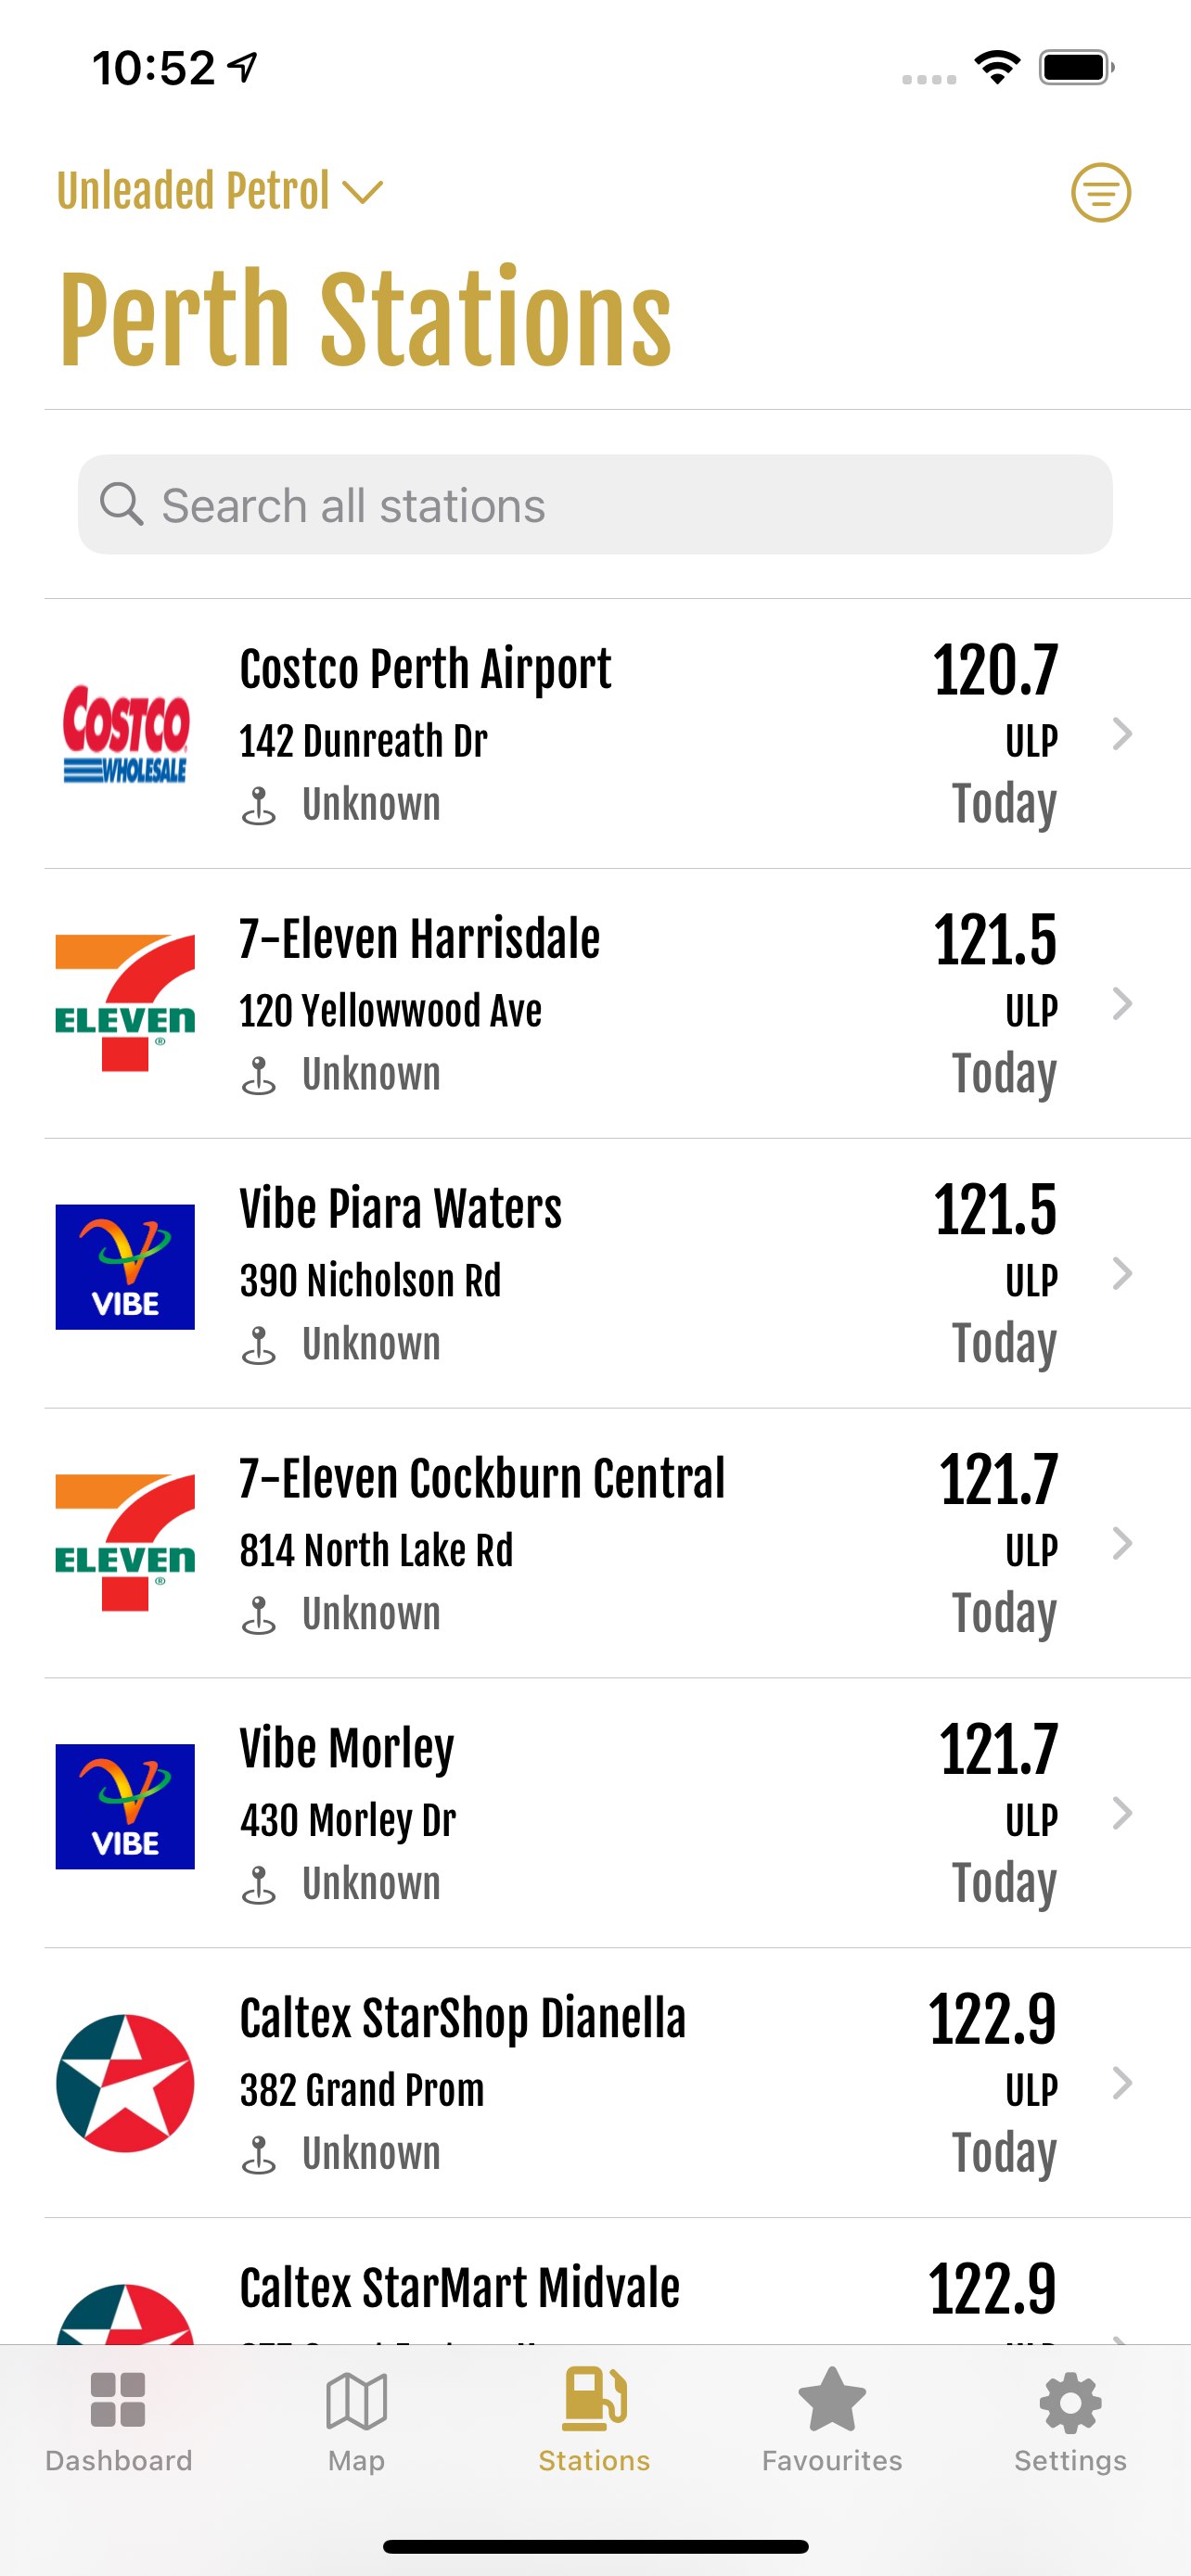 10:52
Unleaded Petrol
Perth Stations
Search all stations
COSTCO
WHOLESALE
Costco Perth Airport
120.7
142 Dunreath Dr
ULP
Unknown
Today
7
ELEVEn
®
7-Eleven Harrisdale
121.5
120 Yellowwood Ave
ULP
Unknown
Today
VIBE
Vibe Piara Waters
121.5
390 Nicholson Rd
ULP
Unknown
Today
7
ELEVEn
®
7-Eleven Cockburn Central
121.7
814 North Lake Rd
ULP
Unknown
Today
VIBE
Vibe Morley
121.7
430 Morley Dr
ULP
Unknown
Today
Caltex StarShop Dianella
122.9
382 Grand Prom
ULP
Unknown
Today
Caltex StarMart Midvale
122.9
Dashboard
Map
Stations
Favourites
Settings